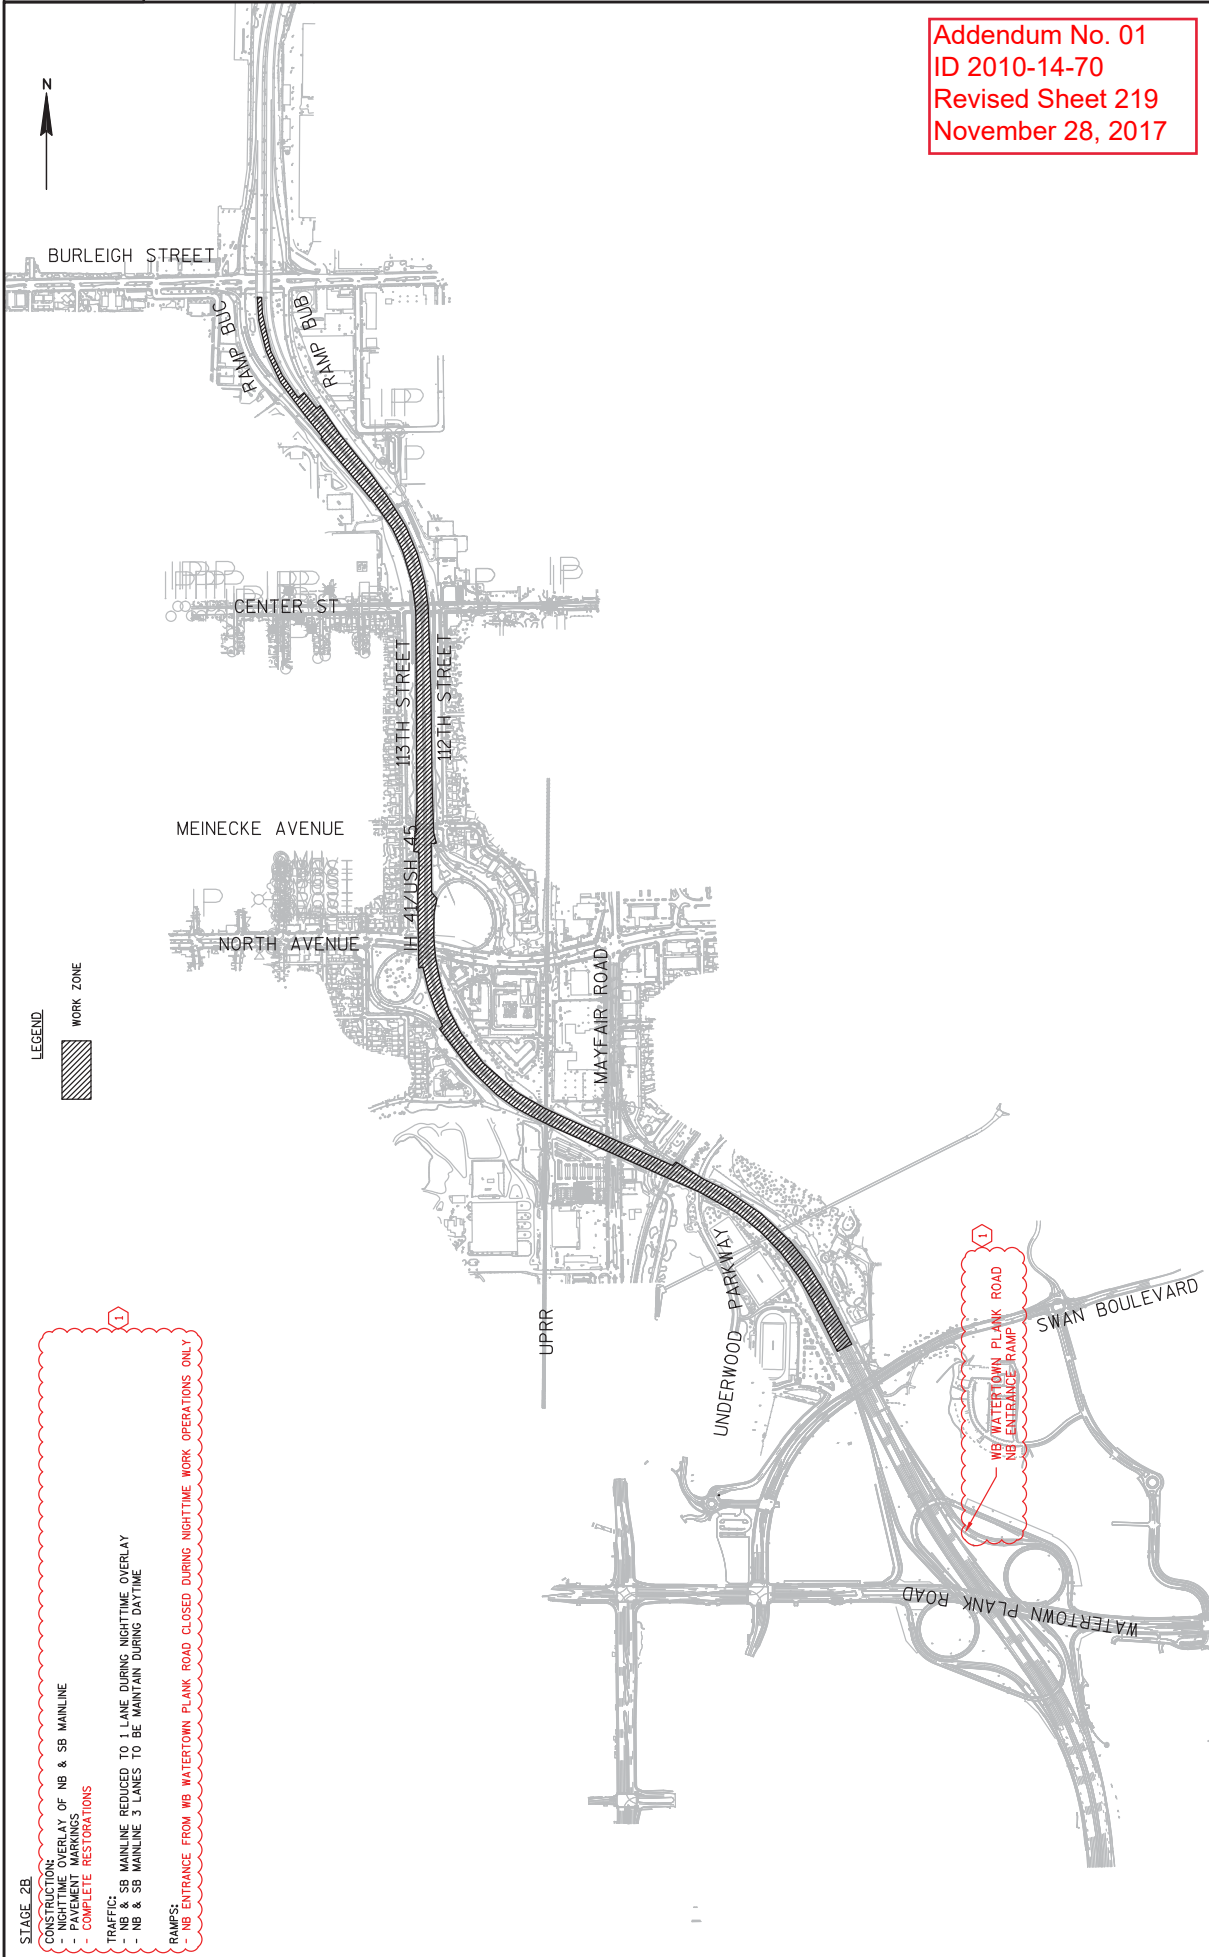 Addendum No. 01
ID 2010-14-70
Revised Sheet 219
November 28, 2017
N
BURLEIGH STREET
RAMP BUC
RAMP BUB
CENTER ST
113TH STREET
112TH STREET
MEINECKE AVENUE
IH 41/USH 45
NORTH AVENUE
MAYFAIR ROAD
LEGEND
WORK ZONE
UPRR
UNDERWOOD PARKWAY
SWAN BOULEVARD
1
WB WATERTOWN PLANK ROAD
NB ENTRANCE RAMP
WATERTOWN PLANK ROAD
STAGE 2B
1
CONSTRUCTION:
- NIGHTTIME OVERLAY OF NB & SB MAINLINE
- PAVEMENT MARKINGS
- COMPLETE RESTORATIONS
TRAFFIC:
- NB & SB MAINLINE REDUCED TO 1 LANE DURING NIGHTTIME OVERLAY
- NB & SB MAINLINE 3 LANES TO BE MAINTAIN DURING DAYTIME
RAMPS:
- NB ENTRANCE FROM WB WATERTOWN PLANK ROAD CLOSED DURING NIGHTTIME WORK OPERATIONS ONLY